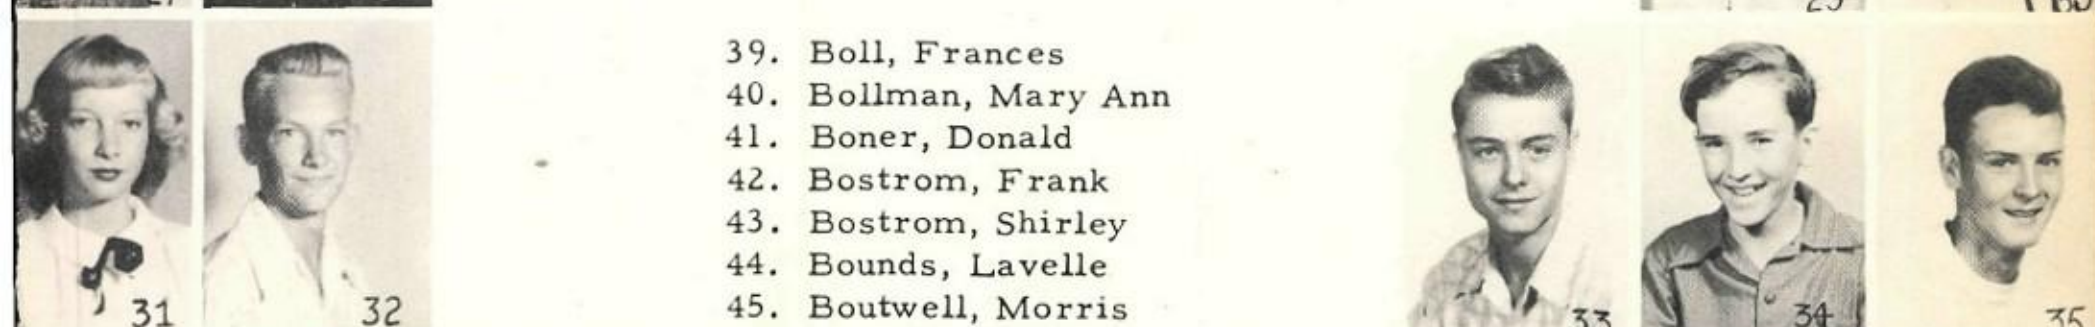 39. Boll, Frances
40. Bollman, Mary Ann
41. Boner, Donald
42. Bostrom, Frank
43. Bostrom, Shirley
44. Bounds, Lavelle
45. Boutwell, Morris
31
32
33
34
35